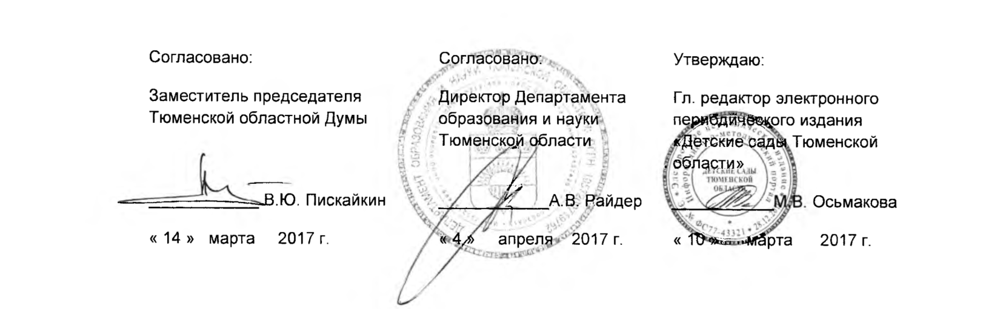 Согласовано:
Заместитель председателя
Тюменской областной Думы
В.Ю. Пискайкин
« 14 » марта 2017 г.
Согласовано:
Директор Департамента
образования и науки
Тюменской области
А.В. Райдер
« 4 » апреля 2017 г.
Утверждаю:
Гл. редактор электронного
периодического издания
«Детские сады Тюменской
области»
М.В. Осьмакова
« 10 » марта 2017 г.
ДЕТСКИЕ САДЫ
ТЮМЕНСКОЙ
ОБЛАСТИ